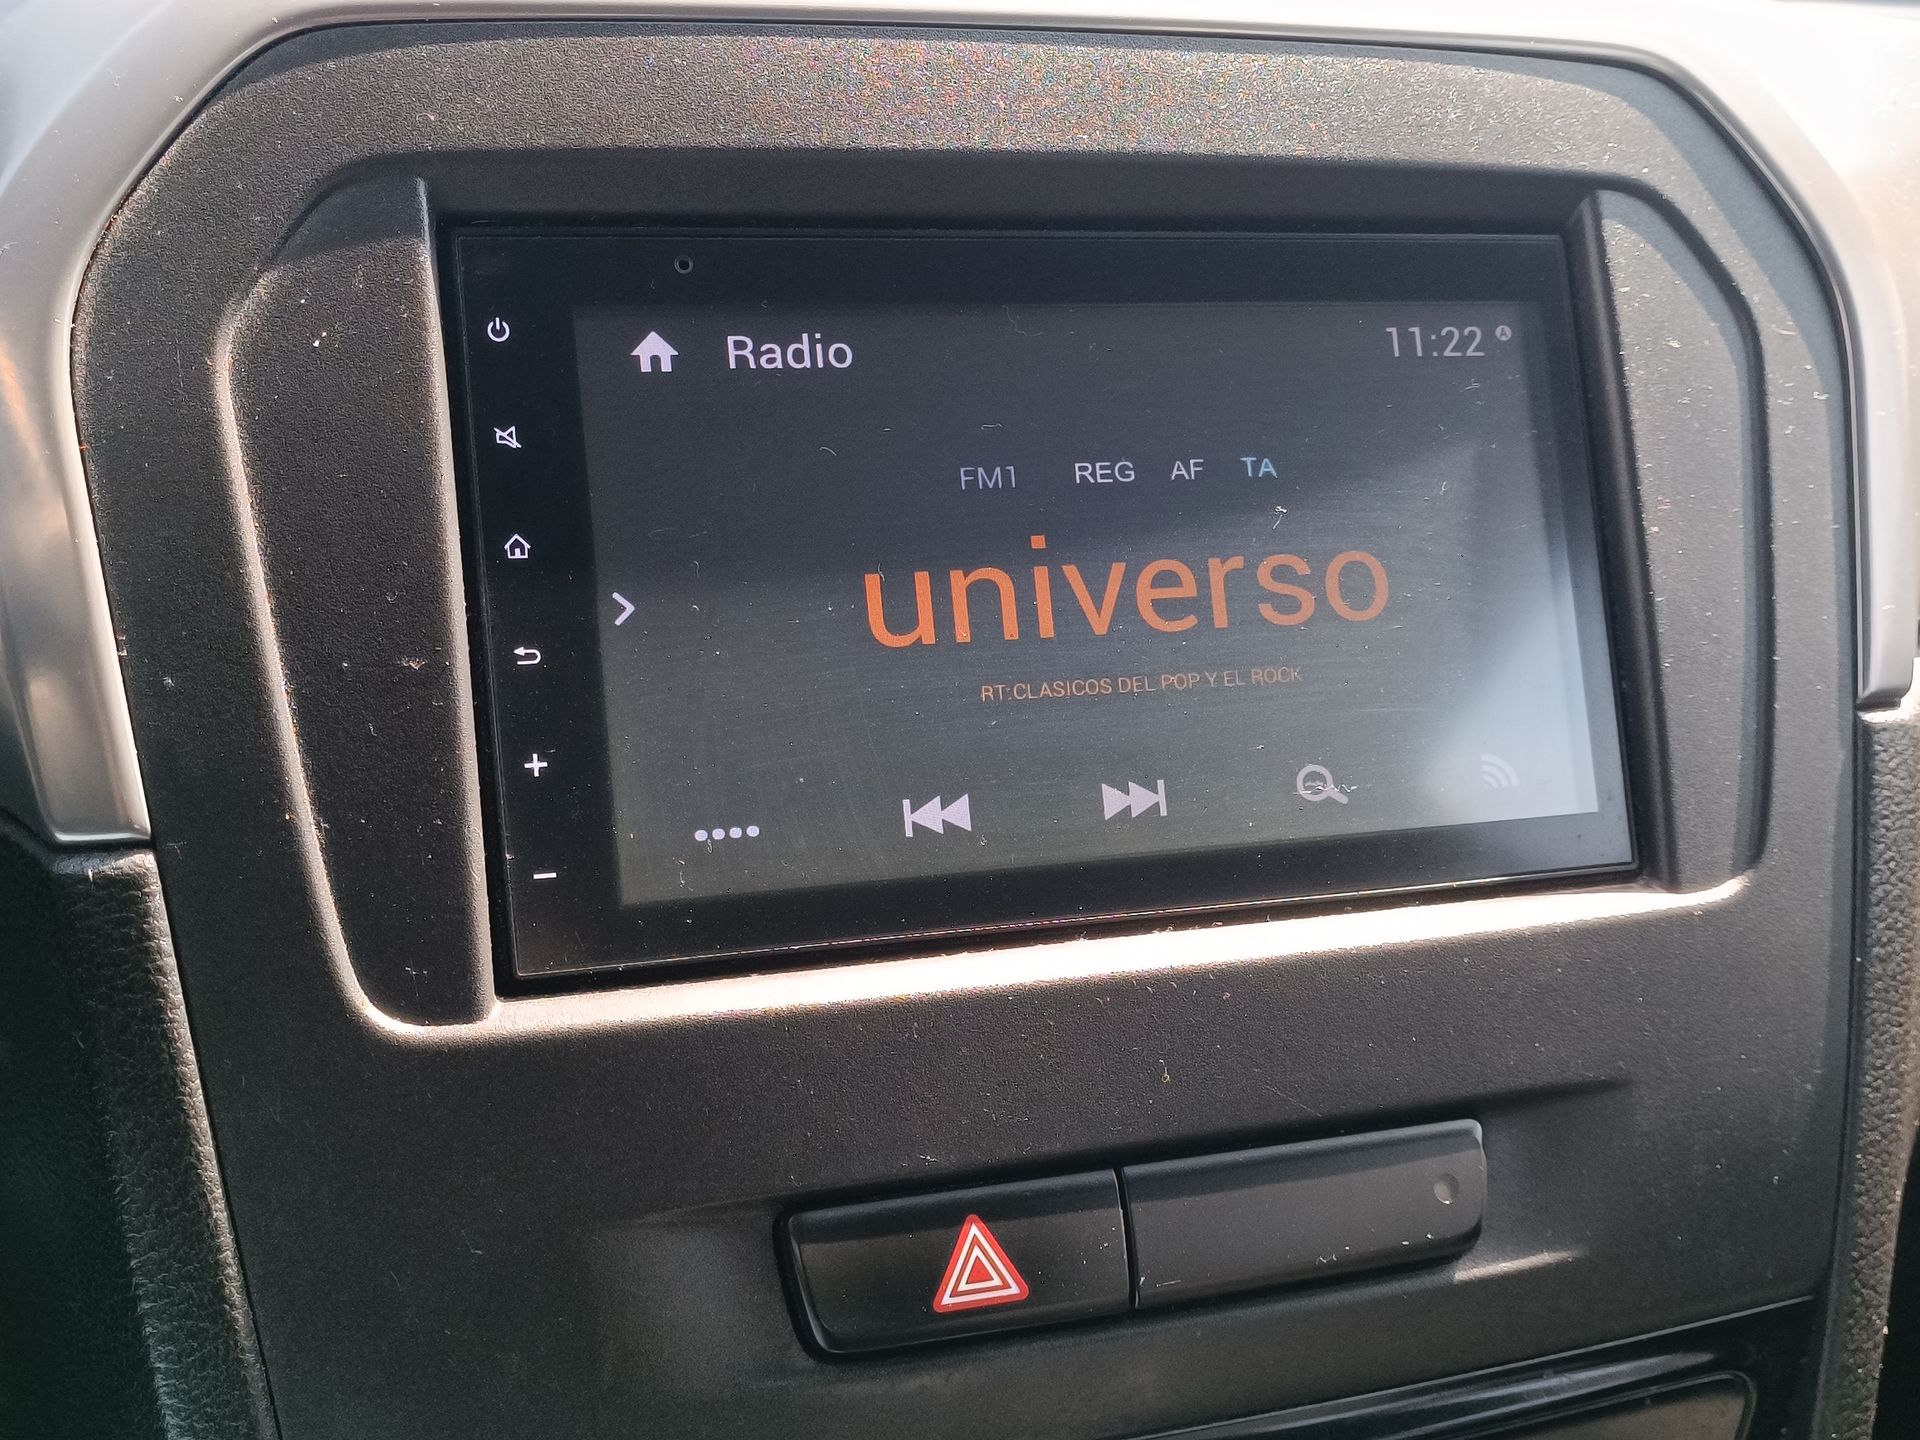 Radio
11:22 A
FM1 REG AF TA
universo
RT:CLASICOS DEL POP Y EL ROCK